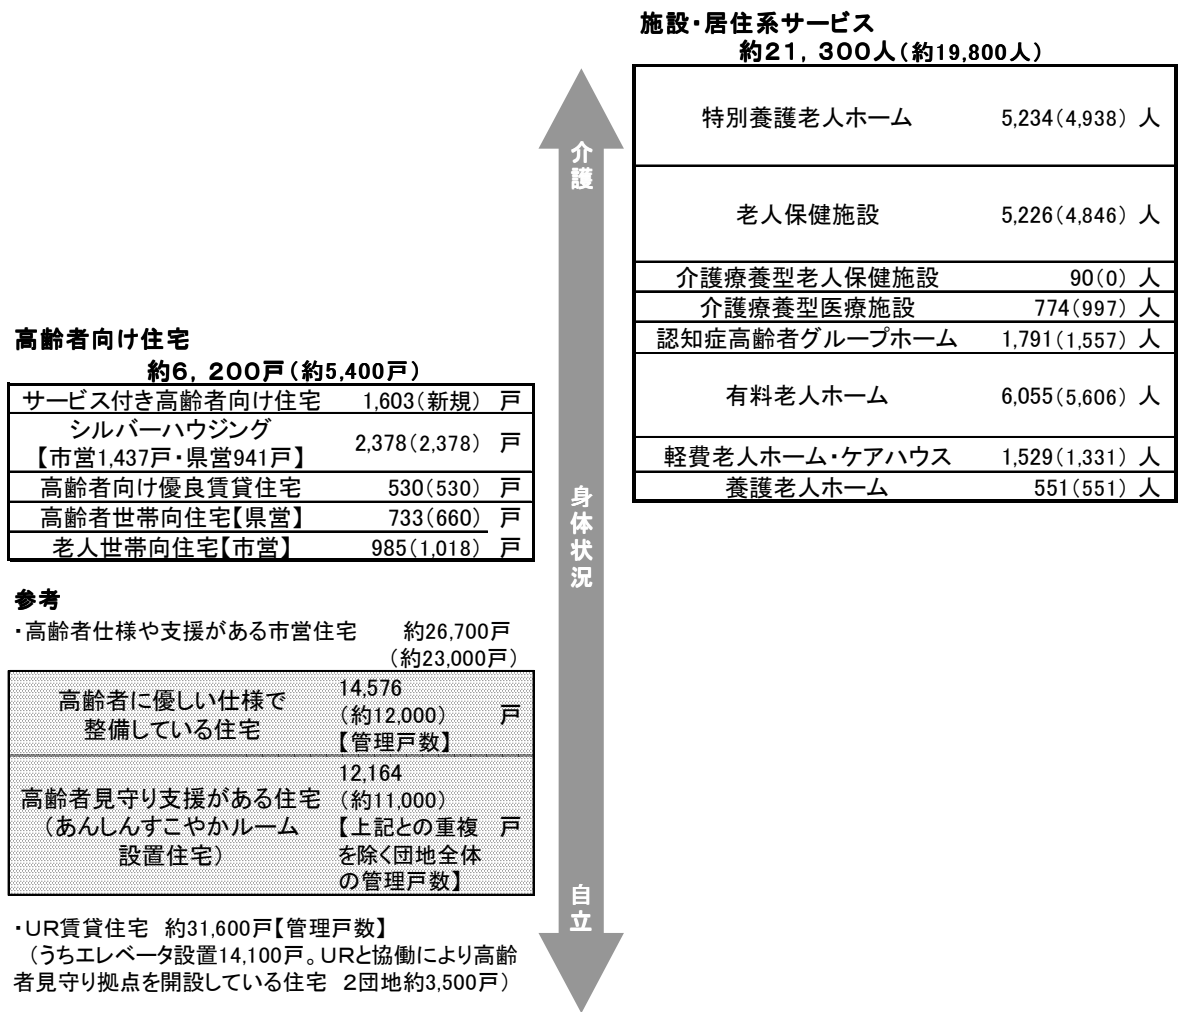 施設・居住系サービス
約21,300人(約19,800人)
特別養護老人ホーム 5,234(4,938) 人
老人保健施設 5,226(4,846) 人
介護療養型老人保健施設 90(0) 人
介護療養型医療施設 774(997) 人
認知症高齢者グループホーム 1,791(1,557) 人
有料老人ホーム 6,055(5,606) 人
軽費老人ホーム・ケアハウス 1,529(1,331) 人
養護老人ホーム 551(551) 人
介護
身体状況
自立
高齢者向け住宅
約6,200戸(約5,400戸)
サービス付き高齢者向け住宅 1,603(新規) 戸
シルバーハウジング
【市営1,437戸・県営941戸】 2,378(2,378) 戸
高齢者向け優良賃貸住宅 530(530) 戸
高齢者世帯向住宅【県営】 733(660) 戸
老人世帯向住宅【市営】 985(1,018) 戸
参考
・高齢者仕様や支援がある市営住宅 約26,700戸
(約23,000戸)
高齢者に優しい仕様で
整備している住宅
14,576
(約12,000) 戸
【管理戸数】
高齢者見守り支援がある住宅
(あんしんすこやかルーム
設置住宅)
12,164
(約11,000)
【上記との重複 戸
を除く団地全体
の管理戸数】
・UR賃貸住宅 約31,600戸【管理戸数】
(うちエレベータ設置14,100戸。URと協働により高齢
者見守り拠点を開設している住宅 2団地約3,500戸)